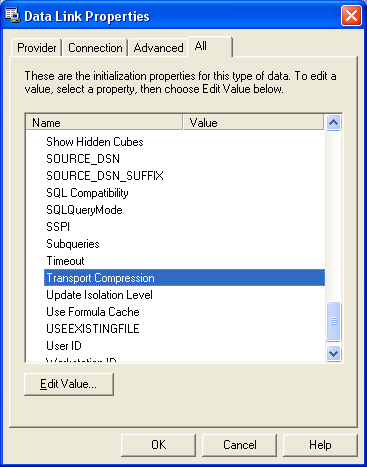 Data Link Properties
Provider Connection Advanced All
These are the initialization properties for this type of data. To edit a
value, select a property, then choose Edit Value below.
Name Value
Show Hidden Cubes
SOURCE_DSN
SOURCE_DSN_SUFFIX
SQL Compatibility
SQLQueryMode
SSPI
Subqueries
Timeout
Transport Compression
Update Isolation Level
Use Formula Cache
USEEXISTINGFILE
User ID
Workstation ID
Edit Value...
OK Cancel Help